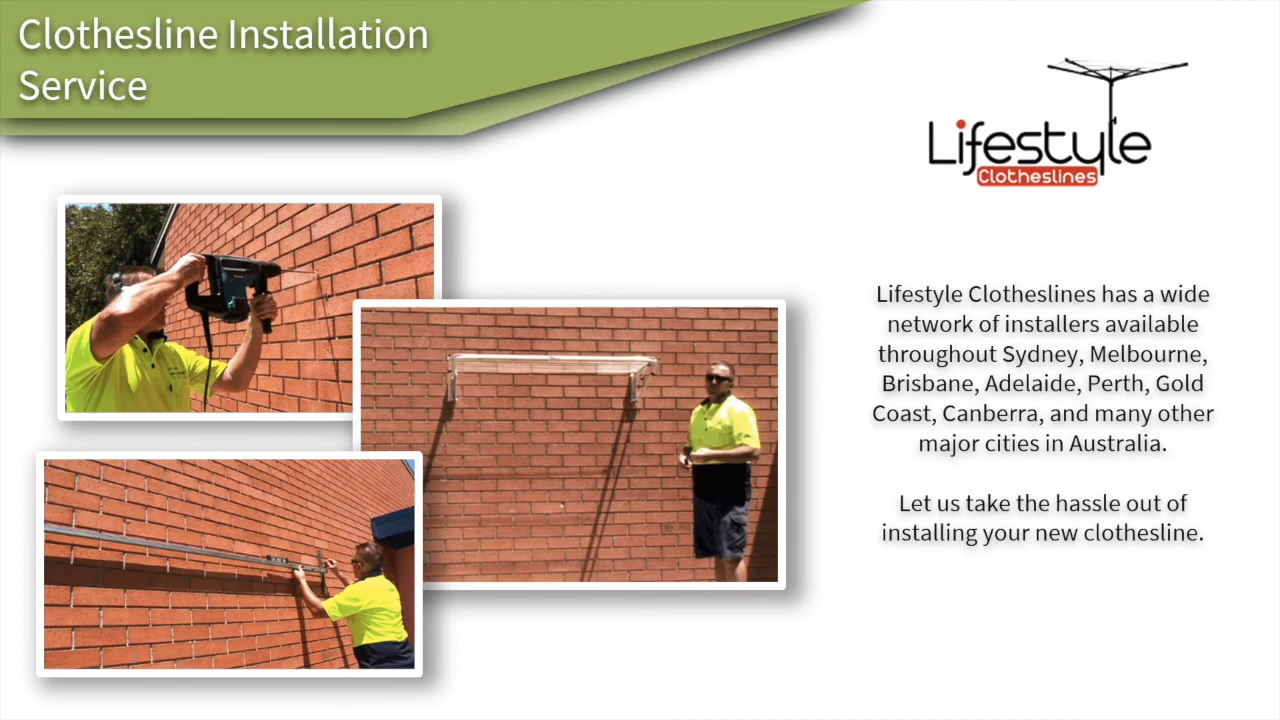 Clothesline Installation
Service
Lifestyle
Clotheslines
Lifestyle Clotheslines has a wide
network of installers available
throughout Sydney, Melbourne,
Brisbane, Adelaide, Perth, Gold
Coast, Canberra, and many other
major cities in Australia.
Let us take the hassle out of
installing your new clothesline.